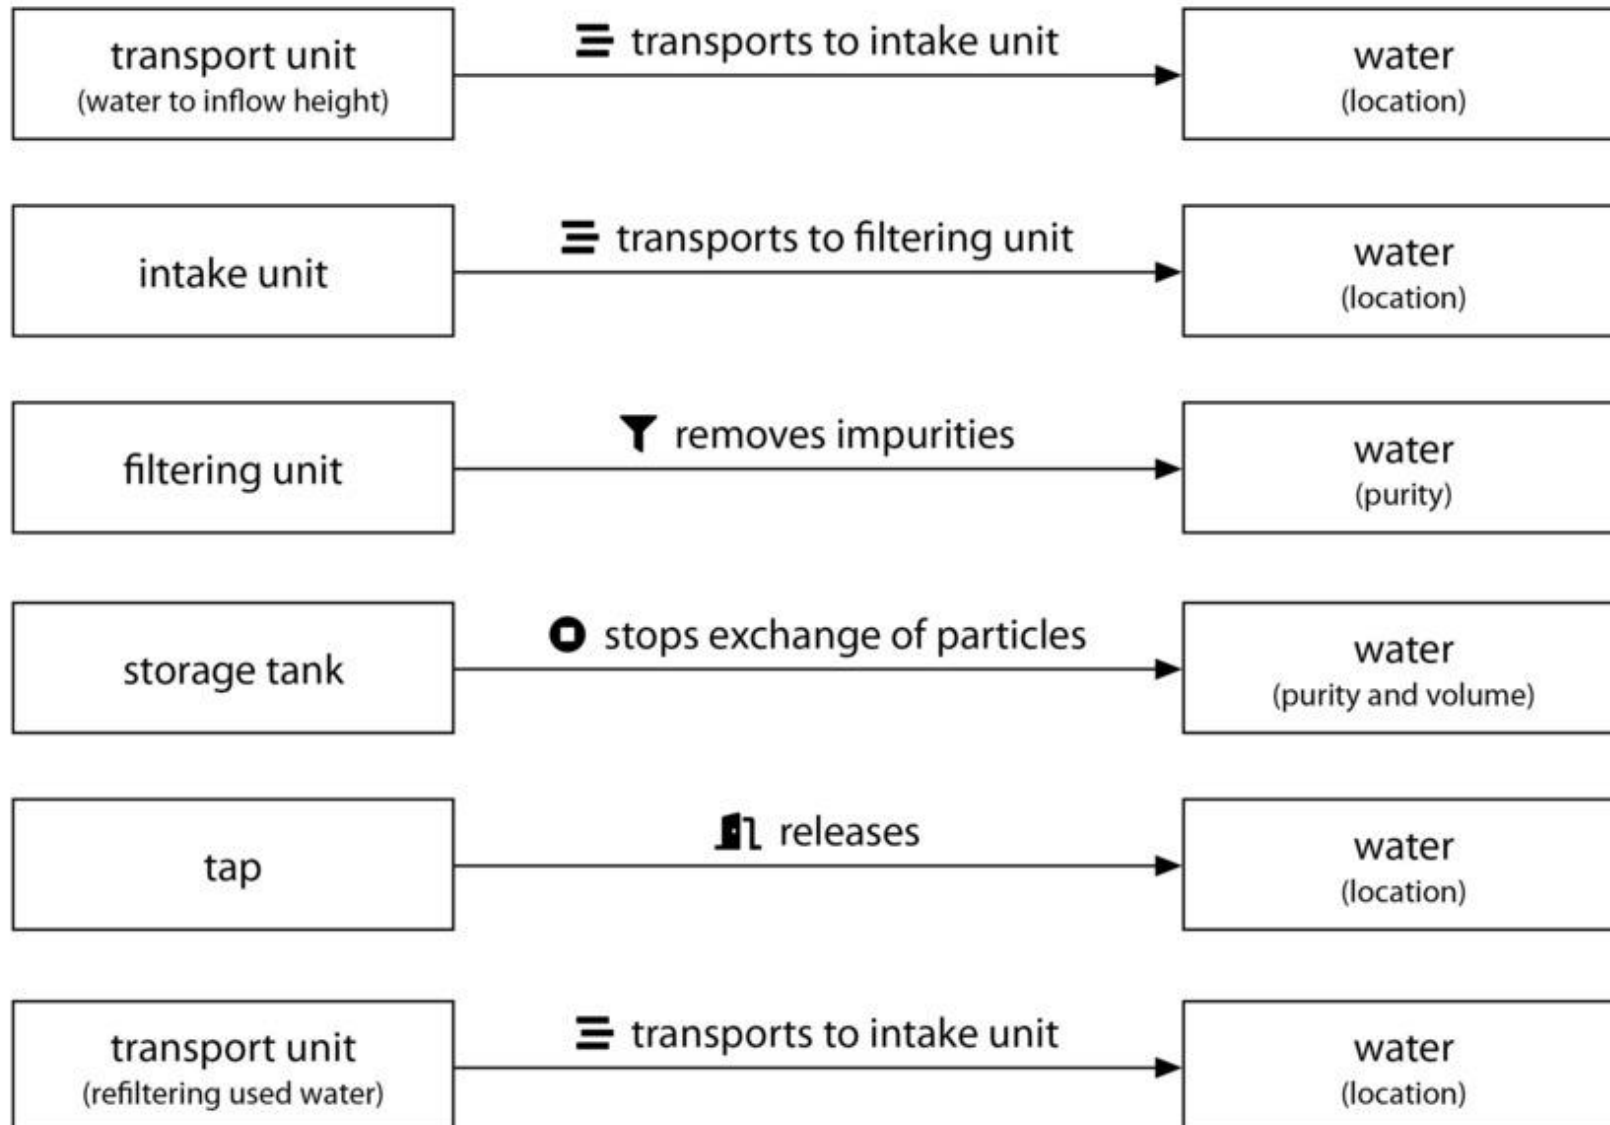 transport unit
(water to inflow height)
transports to intake unit
water
(location)
intake unit
transports to filtering unit
water
(location)
filtering unit
removes impurities
water
(purity)
storage tank
stops exchange of particles
water
(purity and volume)
tap
releases
water
(location)
transport unit
(refiltering used water)
transports to intake unit
water
(location)